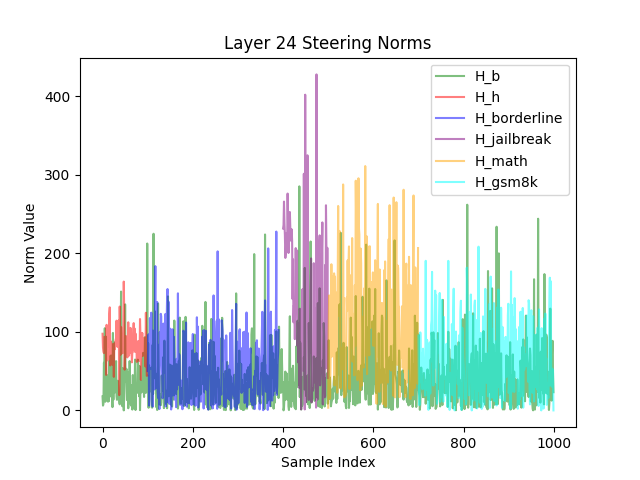 Layer 24 Steering Norms
H_b
H_h
H_borderline
H_jailbreak
H_math
H_gsm8k
Norm Value
400
300
200
100
0
0
200
400
600
800
1000
Sample Index